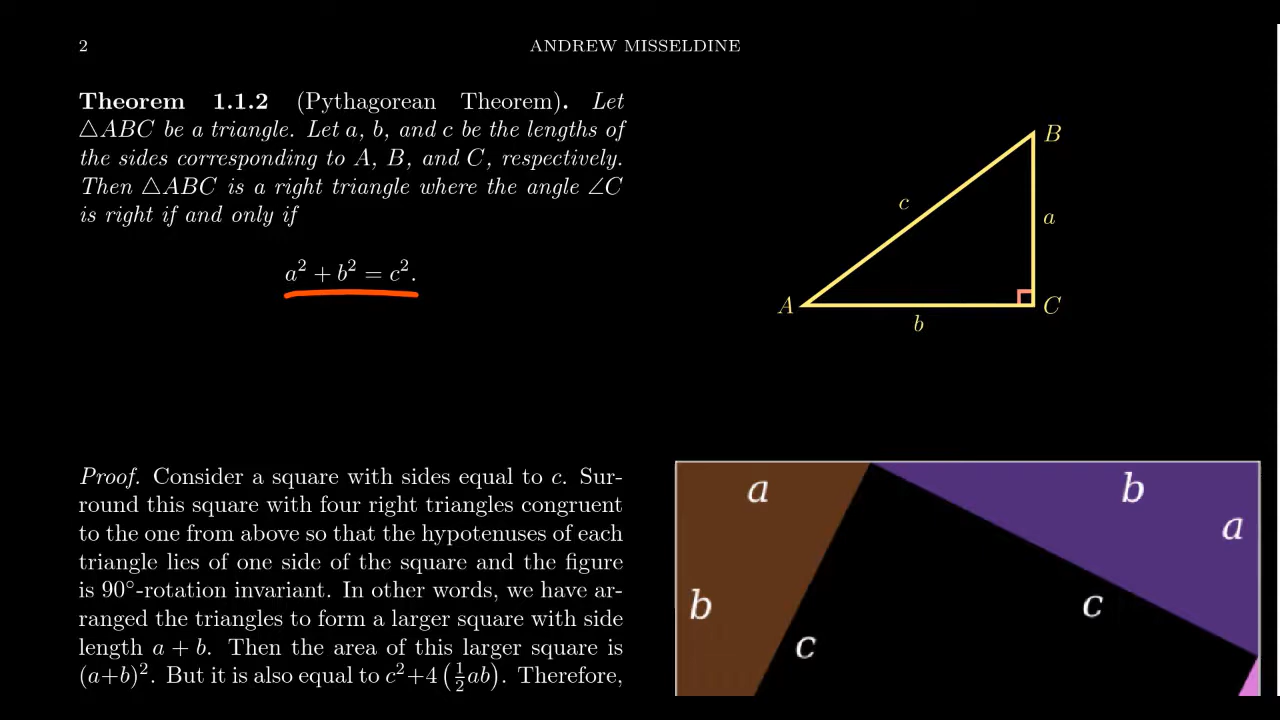 2
ANDREW MISSELDINE
Theorem 1.1.2 (Pythagorean Theorem). Let
△ABC be a triangle. Let a, b, and c be the lengths of
the sides corresponding to A, B, and C, respectively.
Then △ABC is a right triangle where the angle ∠C
is right if and only if
a² + b² = c².
B
c
a
A
C
b
Proof. Consider a square with sides equal to c. Sur-
round this square with four right triangles congruent
to the one from above so that the hypotenuses of each
triangle lies of one side of the square and the figure
is 90°-rotation invariant. In other words, we have ar-
ranged the triangles to form a larger square with side
length a + b. Then the area of this larger square is
(a+b)². But it is also equal to c²+4(½ab). Therefore,
a
b
a
b
c
c